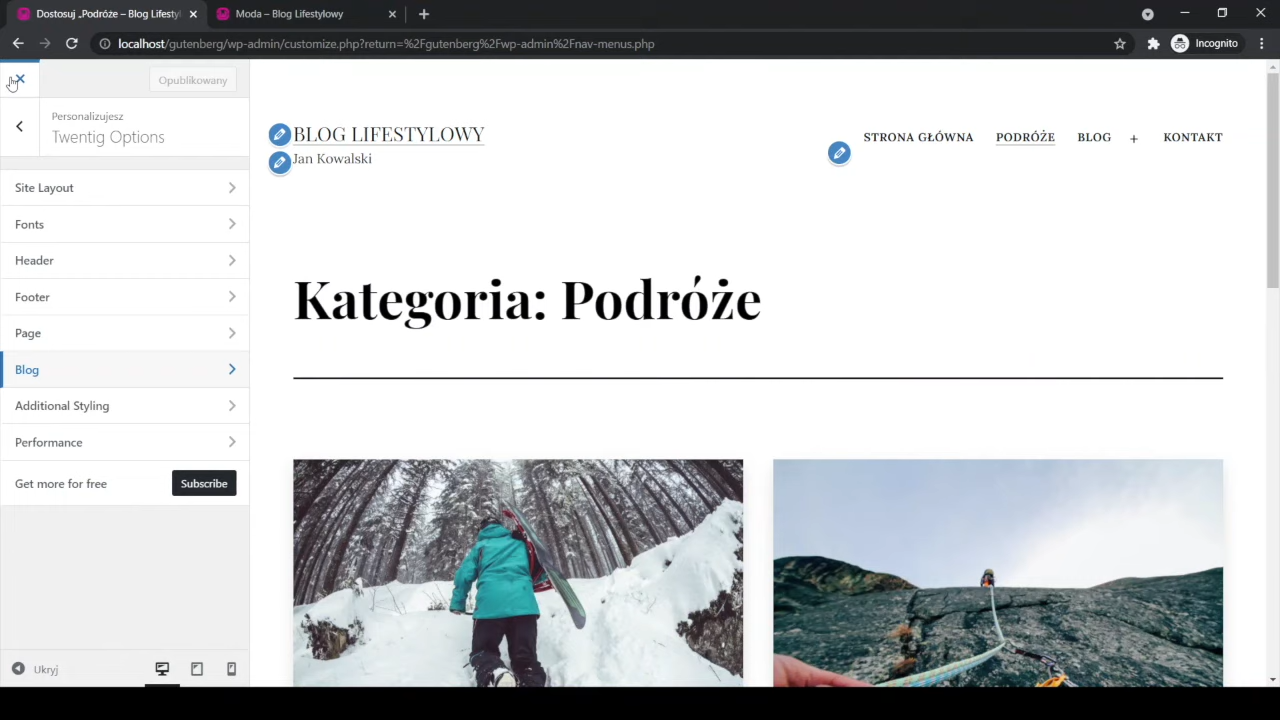 Dostosuj „Podróże – Blog Lifestyl
Moda – Blog Lifestylowy
localhost/gutenberg/wp-admin/customize.php?return=%2Fgutenberg%2Fwp-admin%2Fnav-menus.php
Incognito
Opublikowany
Personalizujesz
Twentig Options
Site Layout
Fonts
Header
Footer
Page
Blog
Additional Styling
Performance
Get more for free
Subscribe
Ukryj
BLOG LIFESTYLOWY
Jan Kowalski
STRONA GŁÓWNA PODRÓŻE BLOG + KONTAKT
Kategoria: Podróże